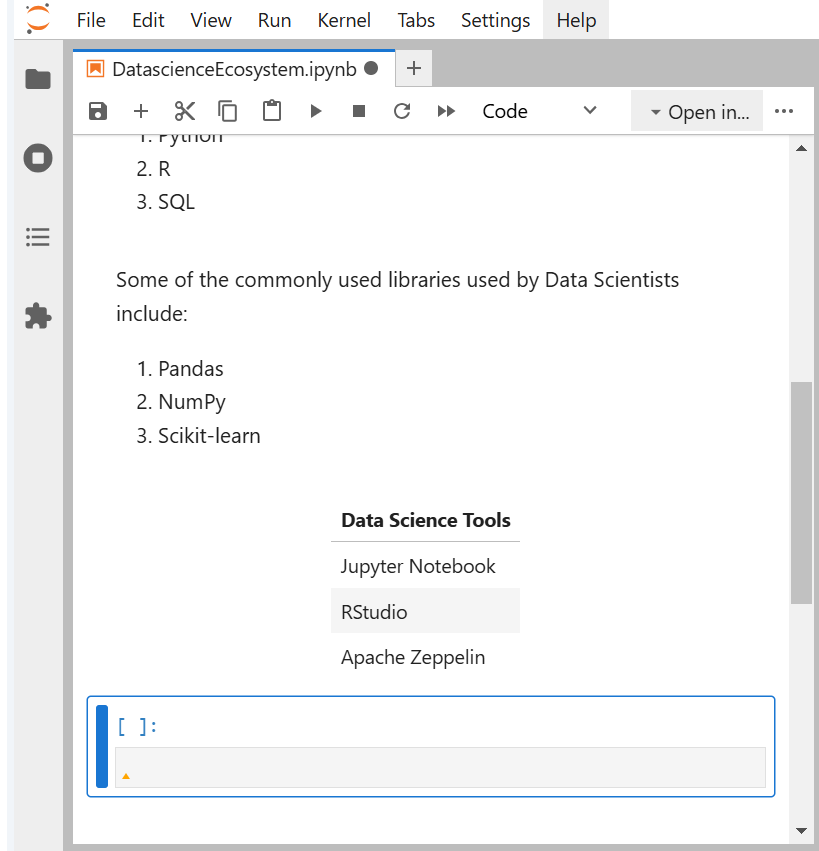 File Edit View Run Kernel Tabs Settings Help
DatascienceEcosystem.ipynb
Code Open in...
1. Python
2. R
3. SQL
Some of the commonly used libraries used by Data Scientists
include:
1. Pandas
2. NumPy
3. Scikit-learn
Data Science Tools
Jupyter Notebook
RStudio
Apache Zeppelin
[ ]: